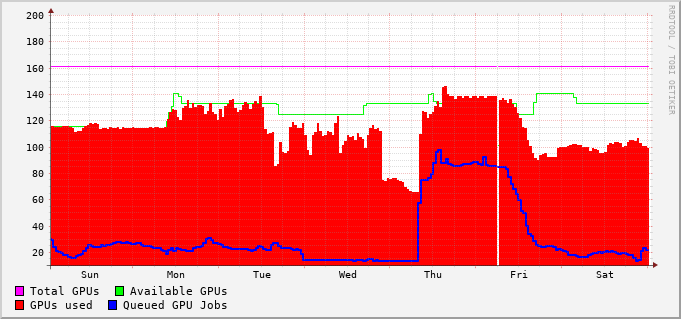 200
180
160
140
120
100
80
60
40
20
Sun Mon Tue Wed Thu Fri Sat
Total GPUs Available GPUs
GPUs used Queued GPU Jobs
RRDTOOL / TOBI OETIKER